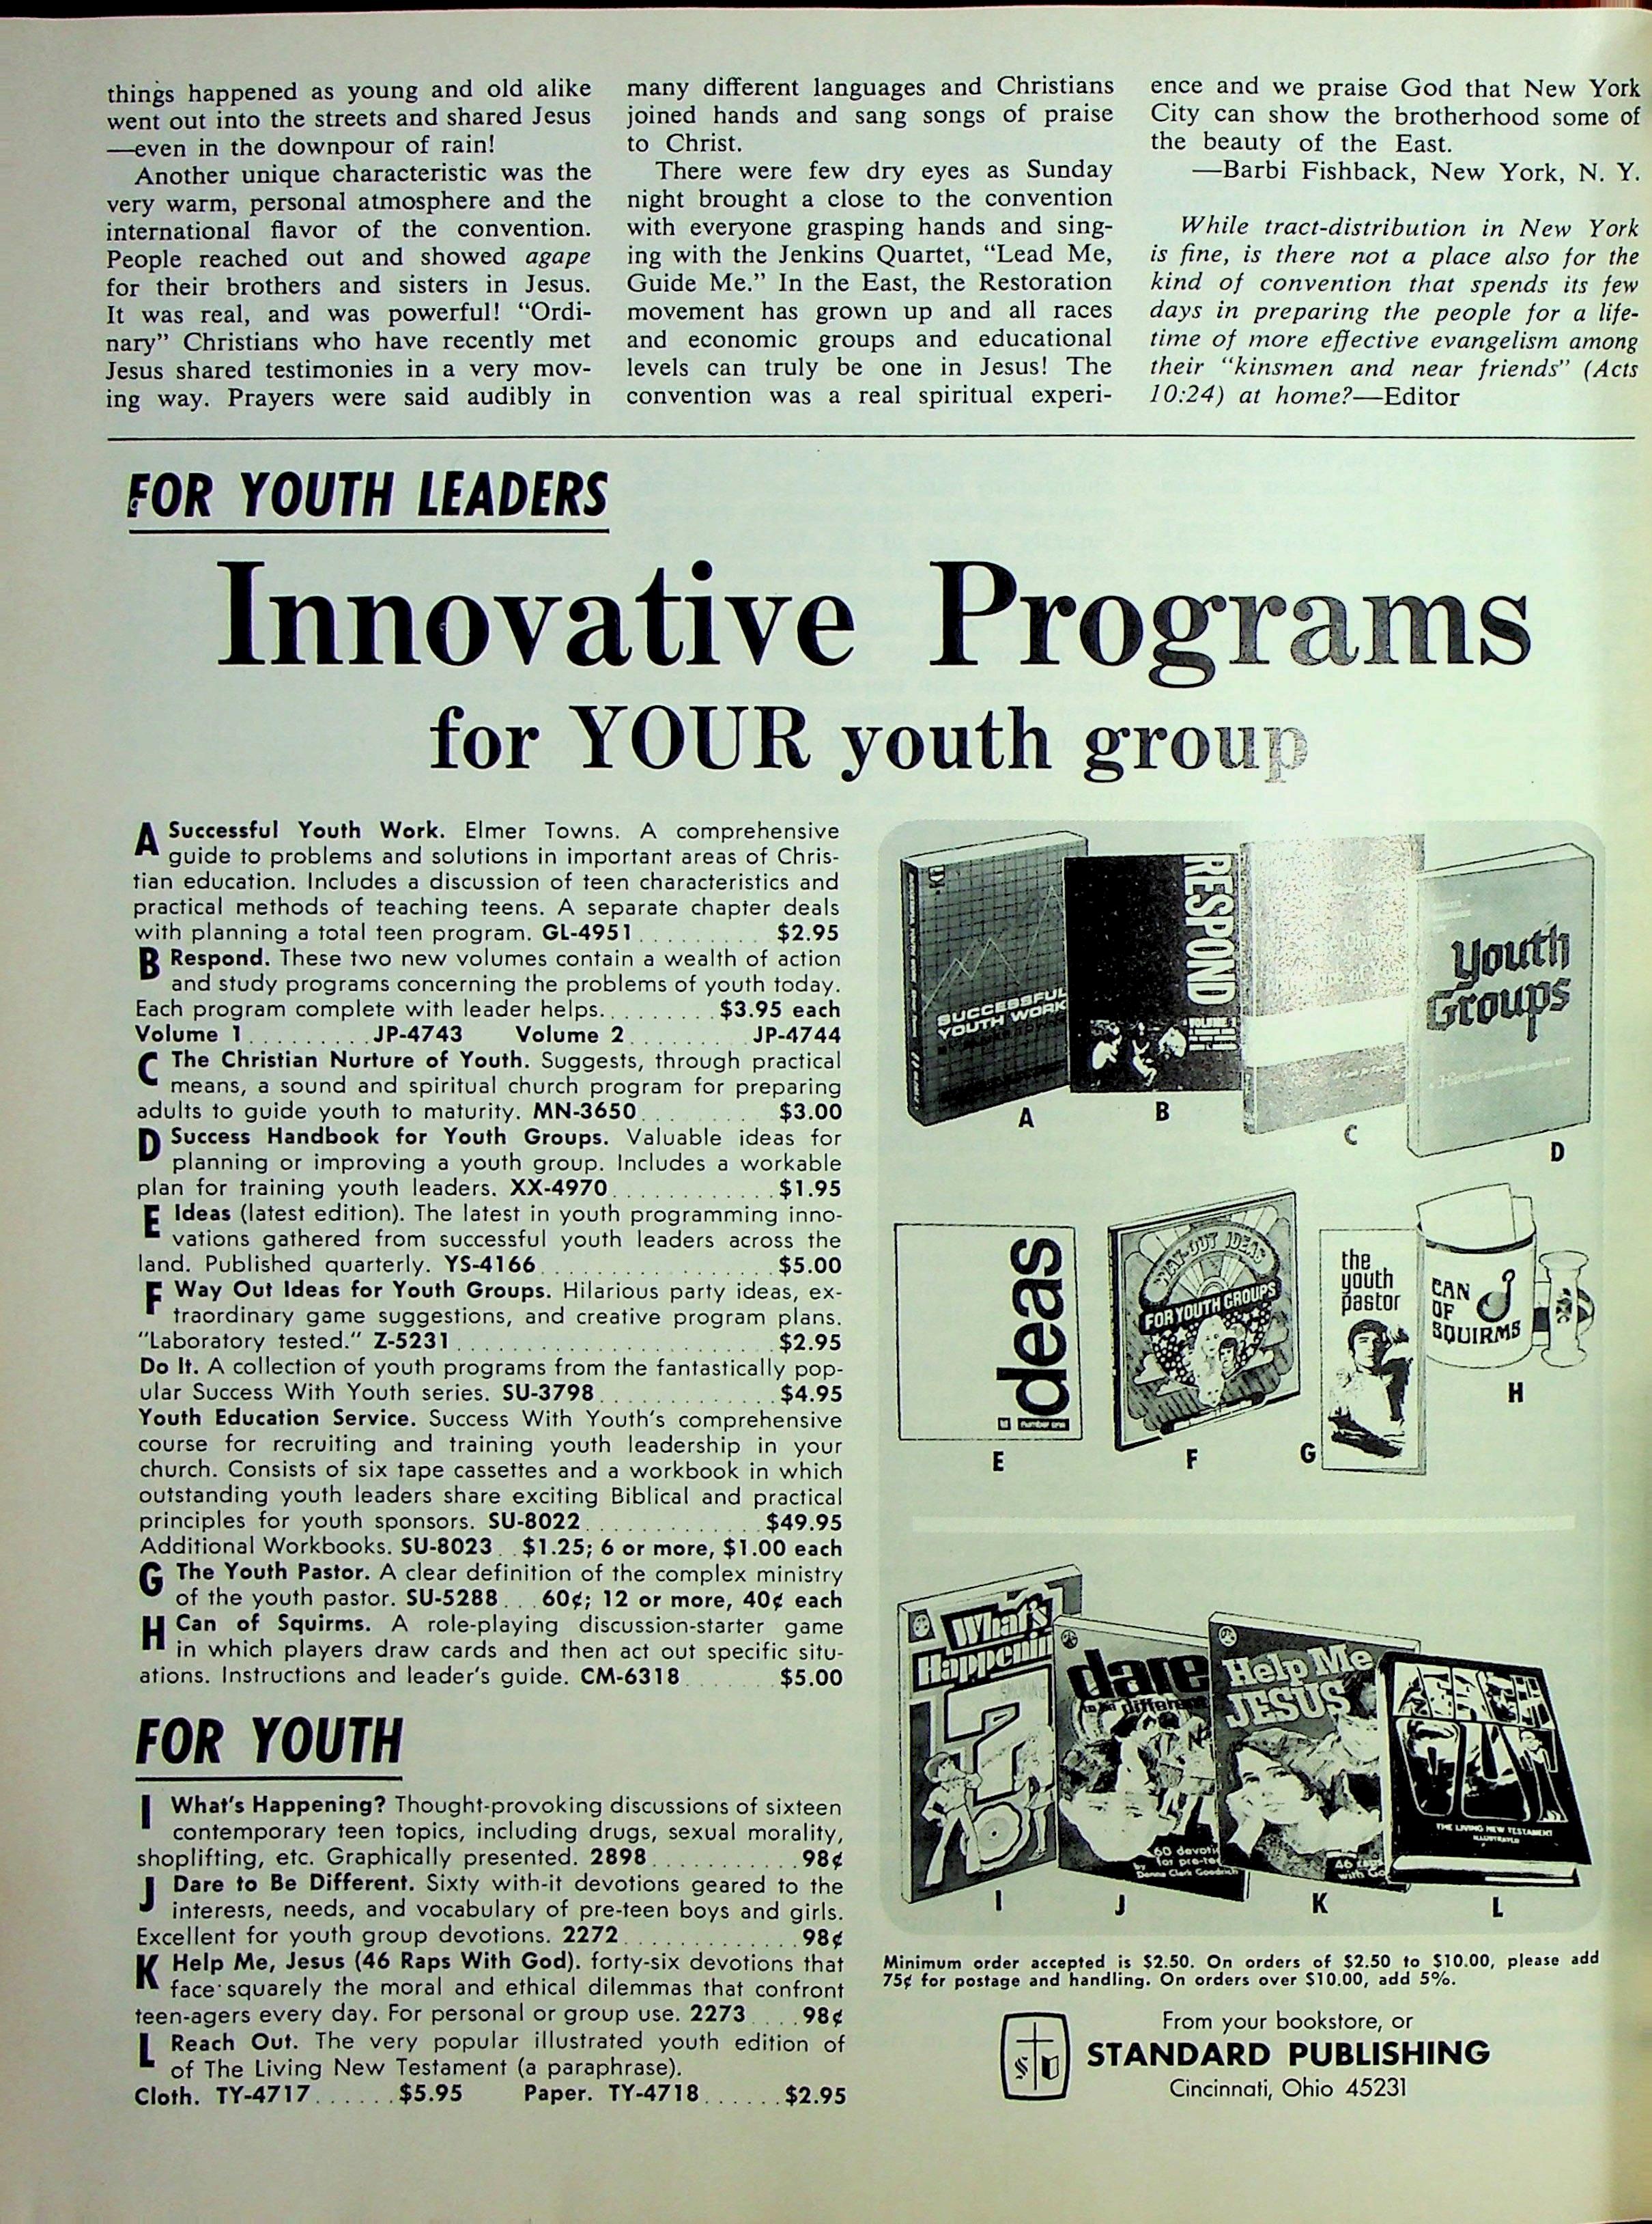 things happened as young and old alike
went out into the streets and shared Jesus
—even in the downpour of rain!
Another unique characteristic was the
very warm, personal atmosphere and the
international flavor of the convention.
People reached out and showed agape
for their brothers and sisters in Jesus.
It was real, and was powerful! “Ordi-
nary” Christians who have recently met
Jesus shared testimonies in a very mov-
ing way. Prayers were said audibly in
many different languages and Christians
joined hands and sang songs of praise
to Christ.
There were few dry eyes as Sunday
night brought a close to the convention
with everyone grasping hands and sing-
ing with the Jenkins Quartet, “Lead Me,
Guide Me.” In the East, the Restoration
movement has grown up and all races
and economic groups and educational
levels can truly be one in Jesus! The
convention was a real spiritual experi-
ence and we praise God that New York
City can show the brotherhood some of
the beauty of the East.
—Barbi Fishback, New York, N. Y.
While tract-distribution in New York
is fine, is there not a place also for the
kind of convention that spends its few
days in preparing the people for a life-
time of more effective evangelism among
their “kinsmen and near friends” (Acts
10:24) at home?—Editor
FOR YOUTH LEADERS
Innovative Programs
for YOUR youth group
A Successful Youth Work. Elmer Towns. A comprehensive
guide to problems and solutions in important areas of Chris-
tian education. Includes a discussion of teen characteristics and
practical methods of teaching teens. A separate chapter deals
with planning a total teen program. GL-4951.......... $2.95
B Respond. These two new volumes contain a wealth of action
and study programs concerning the problems of youth today.
Each program complete with leader helps......... $3.95 each
Volume 1.......... JP-4743 Volume 2.......... JP-4744
C The Christian Nurture of Youth. Suggests, through practical
means, a sound and spiritual church program for preparing
adults to guide youth to maturity. MN-3650.......... $3.00
D Success Handbook for Youth Groups. Valuable ideas for
planning or improving a youth group. Includes a workable
plan for training youth leaders. XX-4970............ $1.95
E Ideas (latest edition). The latest in youth programming inno-
vations gathered from successful youth leaders across the
land. Published quarterly. YS-4166................. $5.00
F Way Out Ideas for Youth Groups. Hilarious party ideas, ex-
traordinary game suggestions, and creative program plans.
“Laboratory tested.” Z-5231....................... $2.95
Do It. A collection of youth programs from the fantastically pop-
ular Success With Youth series. SU-3798............. $4.95
Youth Education Service. Success With Youth’s comprehensive
course for recruiting and training youth leadership in your
church. Consists of six tape cassettes and a workbook in which
outstanding youth leaders share exciting Biblical and practical
principles for youth sponsors. SU-8022............. $49.95
Additional Workbooks. SU-8023.. $1.25; 6 or more, $1.00 each
G The Youth Pastor. A clear definition of the complex ministry
of the youth pastor. SU-5288... 60¢; 12 or more, 40¢ each
H Can of Squirms. A role-playing discussion-starter game
in which players draw cards and then act out specific situ-
ations. Instructions and leader’s guide. CM-6318....... $5.00
FOR YOUTH
I What’s Happening? Thought-provoking discussions of sixteen
contemporary teen topics, including drugs, sexual morality,
shoplifting, etc. Graphically presented. 2898........... 98¢
J Dare to Be Different. Sixty with-it devotions geared to the
interests, needs, and vocabulary of pre-teen boys and girls.
Excellent for youth group devotions. 2272............. 98¢
K Help Me, Jesus (46 Raps With God). forty-six devotions that
face squarely the moral and ethical dilemmas that confront
teen-agers every day. For personal or group use. 2273.... 98¢
L Reach Out. The very popular illustrated youth edition of
of The Living New Testament (a paraphrase).
Cloth. TY-4717...... $5.95 Paper. TY-4718....... $2.95
SUCCESSFUL
YOUTH WORK
RESPOND
VOLUME 1
Youth
Groups
A
B
C
D
ideas
number one
WAY-OUT IDEAS
FOR YOUTH GROUPS
the
youth
pastor
CAN
OF
SQUIRMS
E
F
G
H
What's
Happenin
dare
to be different
60 devoti
for pre-tee
by
Donna Clark Goodrich
Help Me
JESUS
46
with Go
REACH
OUT
THE LIVING NEW TESTAMENT
ILLUSTRATED
I
J
K
L
Minimum order accepted is $2.50. On orders of $2.50 to $10.00, please add
75¢ for postage and handling. On orders over $10.00, add 5%.
From your bookstore, or
STANDARD PUBLISHING
Cincinnati, Ohio 45231